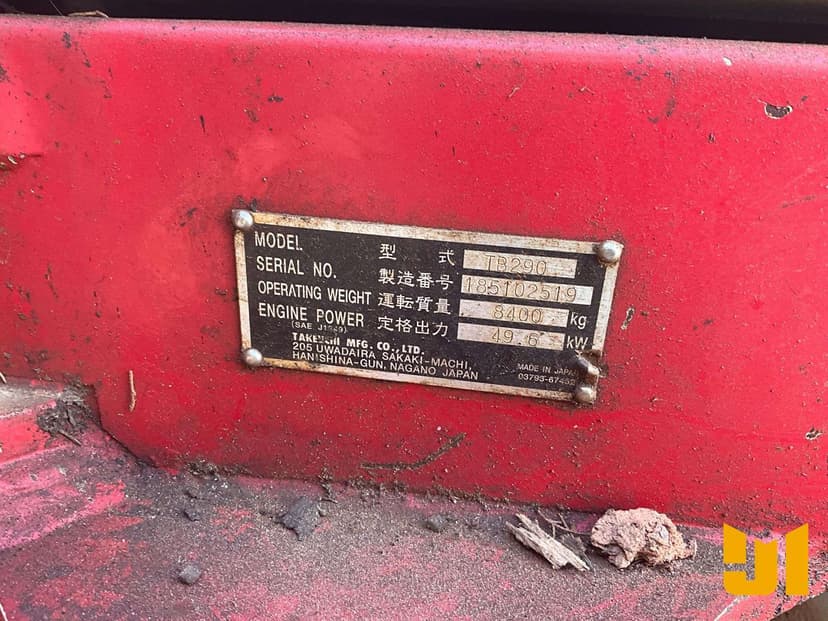 MODEL 型式 TB290
SERIAL NO. 製造番号 185102519
OPERATING WEIGHT 運転質量 8400 kg
ENGINE POWER 定格出力 49.6 kW
(SAE J1349)
TAKEUCHI MFG. CO., LTD.
205 UWADAIRA SAKAKI-MACHI,
HANISHINA-GUN, NAGANO JAPAN
MADE IN JAPAN